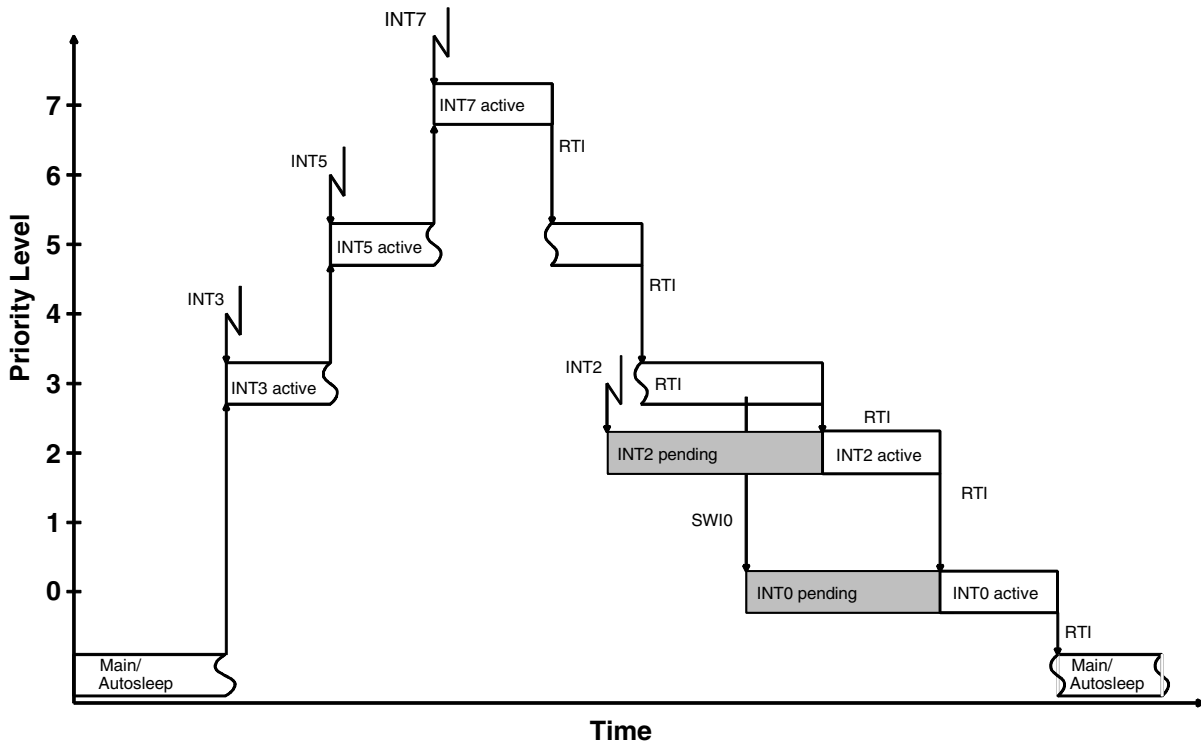 INT7
7
INT7 active
RTI
INT5
6
5
INT5 active
RTI
INT3
4
Priority Level
3
INT3 active
INT2
RTI
RTI
2
INT2 pending
INT2 active
RTI
1
SWI0
0
INT0 pending
INT0 active
RTI
Main/
Autosleep
Main/
Autosleep
Time